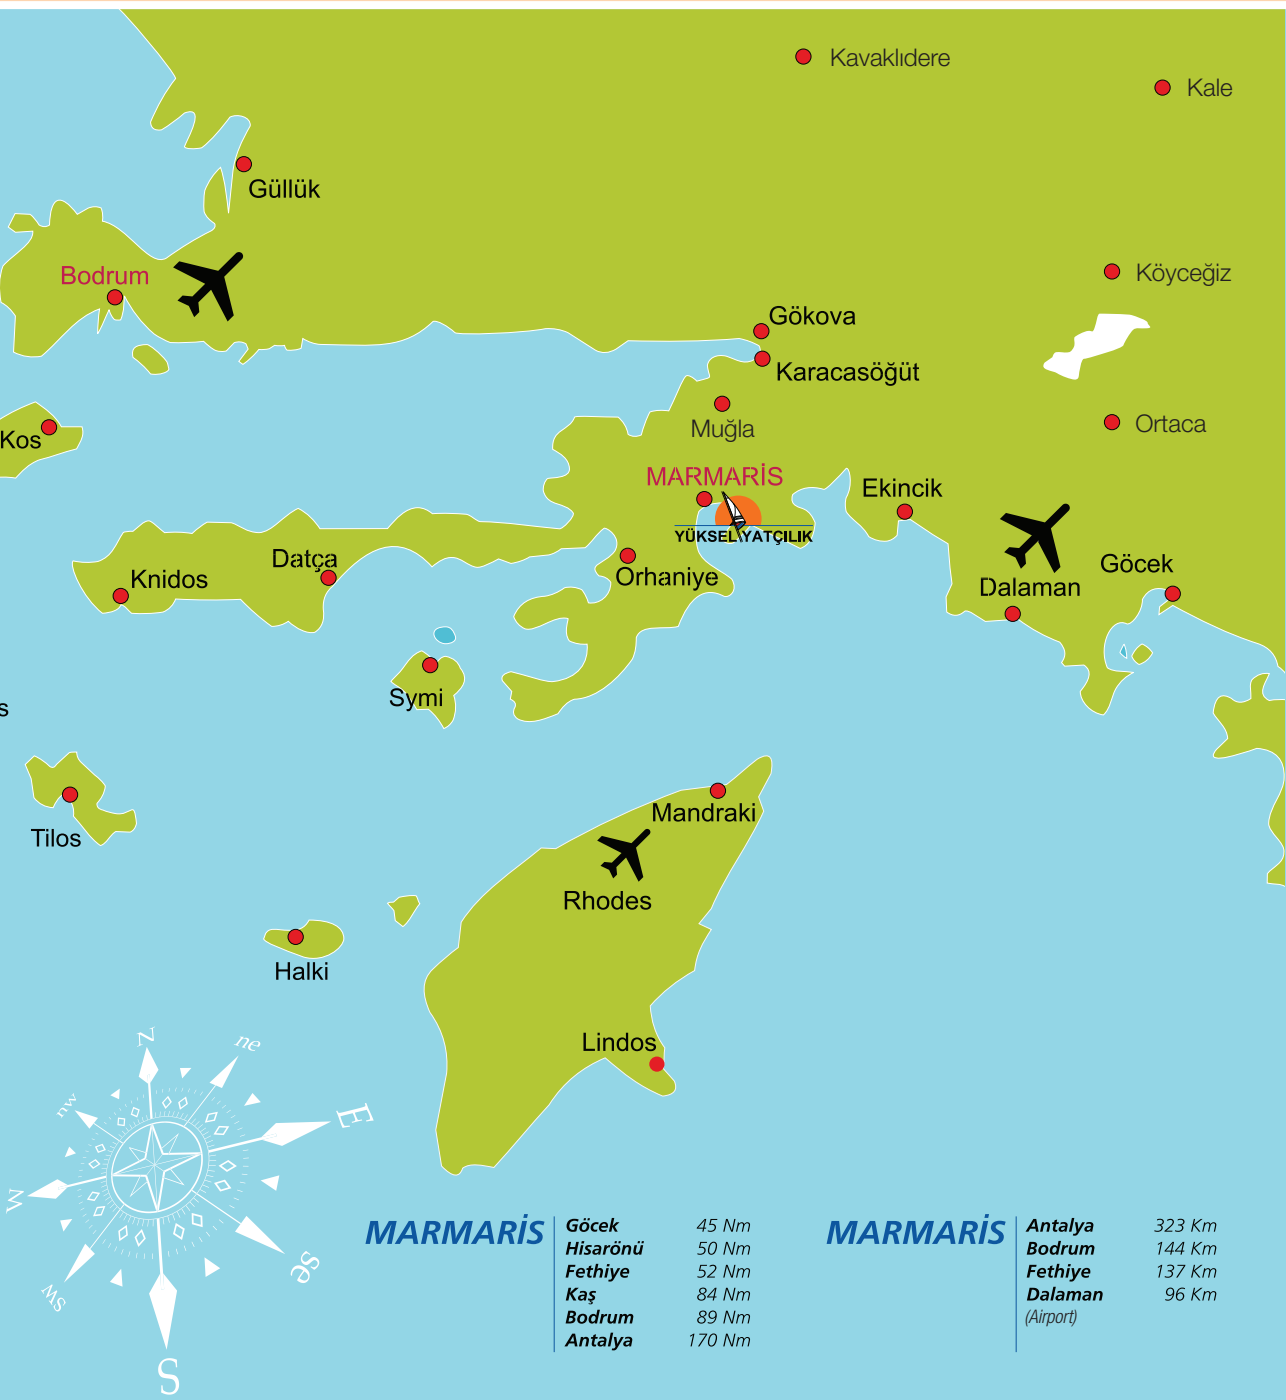 Kavaklıdere
Kale
Güllük
Bodrum
Köyceğiz
Gökova
Karacasöğüt
Muğla
Ortaca
Kos
MARMARİS
Ekincik
YÜKSEL YATÇILIK
Datça
Knidos
Orhaniye
Göcek
Dalaman
Symi
s
Mandraki
Tilos
Rhodes
Halki
Lindos
N
ne
nw
E
W
se
sw
S
MARMARİS
Göcek 45 Nm
Hisarönü 50 Nm
Fethiye 52 Nm
Kaş 84 Nm
Bodrum 89 Nm
Antalya 170 Nm
MARMARİS
Antalya 323 Km
Bodrum 144 Km
Fethiye 137 Km
Dalaman 96 Km
(Airport)